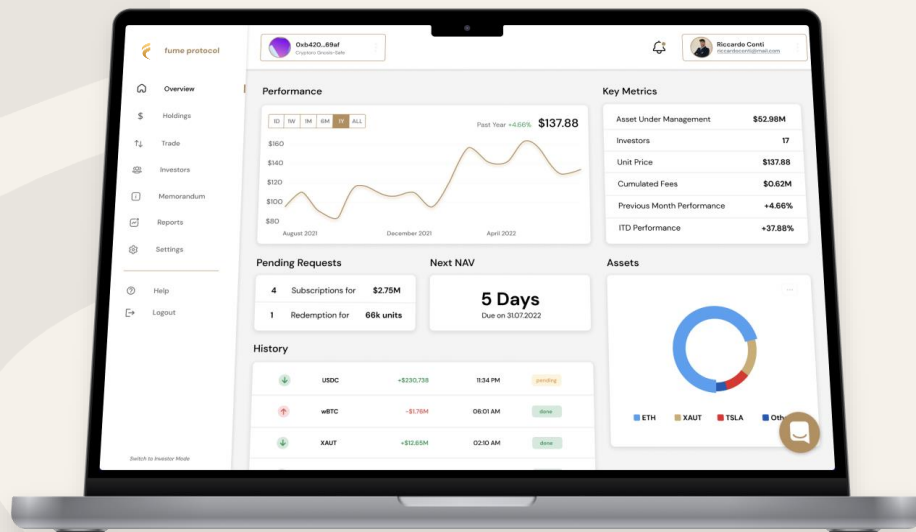 fume protocol
0xb420...69af
Cryptoro Gnosis-Safe
Riccardo Conti
riccardoconti@mail.com
Overview
Holdings
Trade
Investors
Memorandum
Reports
Settings
Help
Logout
Switch to Investor Mode
Performance
1D 1W 1M 6M 1Y ALL
Past Year +4.66% $137.88
$160
$140
$120
$100
$80
August 2021 December 2021 April 2022
Key Metrics
Asset Under Management $52.98M
Investors 17
Unit Price $137.88
Cumulated Fees $0.62M
Previous Month Performance +4.66%
ITD Performance +37.88%
Pending Requests
4 Subscriptions for $2.75M
1 Redemption for 66k units
Next NAV
5 Days
Due on 31.07.2022
Assets
ETH XAUT TSLA Oth
History
USDC +$230,738 11:34 PM pending
wBTC -$1.76M 06:01 AM done
XAUT +$12.65M 02:10 AM done